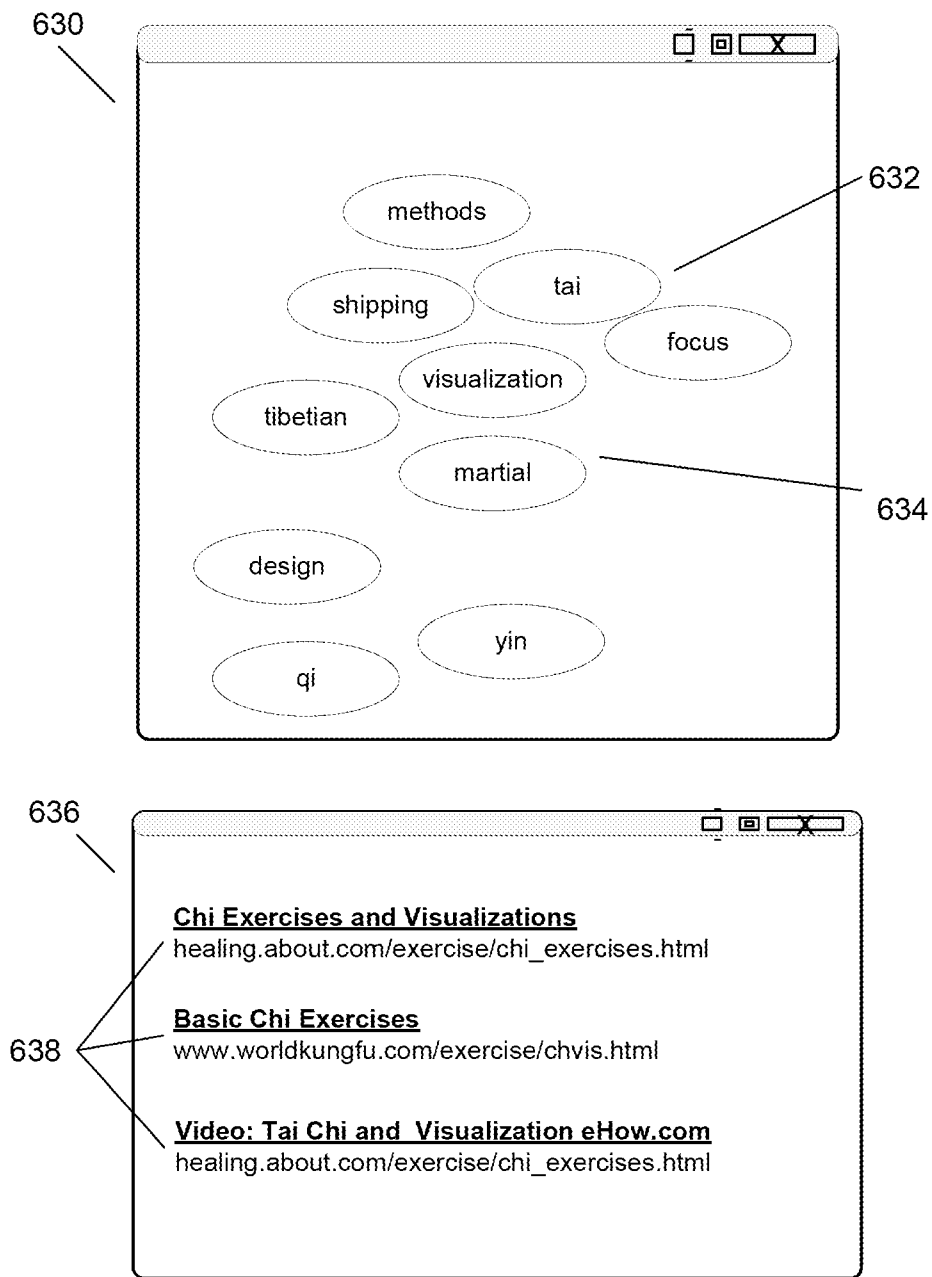 630
X
632
methods
tai
shipping
focus
visualization
tibetian
martial
634
design
yin
qi
636
X
Chi Exercises and Visualizations
healing.about.com/exercise/chi_exercises.html
Basic Chi Exercises
www.worldkungfu.com/exercise/chvis.html
638
Video: Tai Chi and  Visualization eHow.com
healing.about.com/exercise/chi_exercises.html